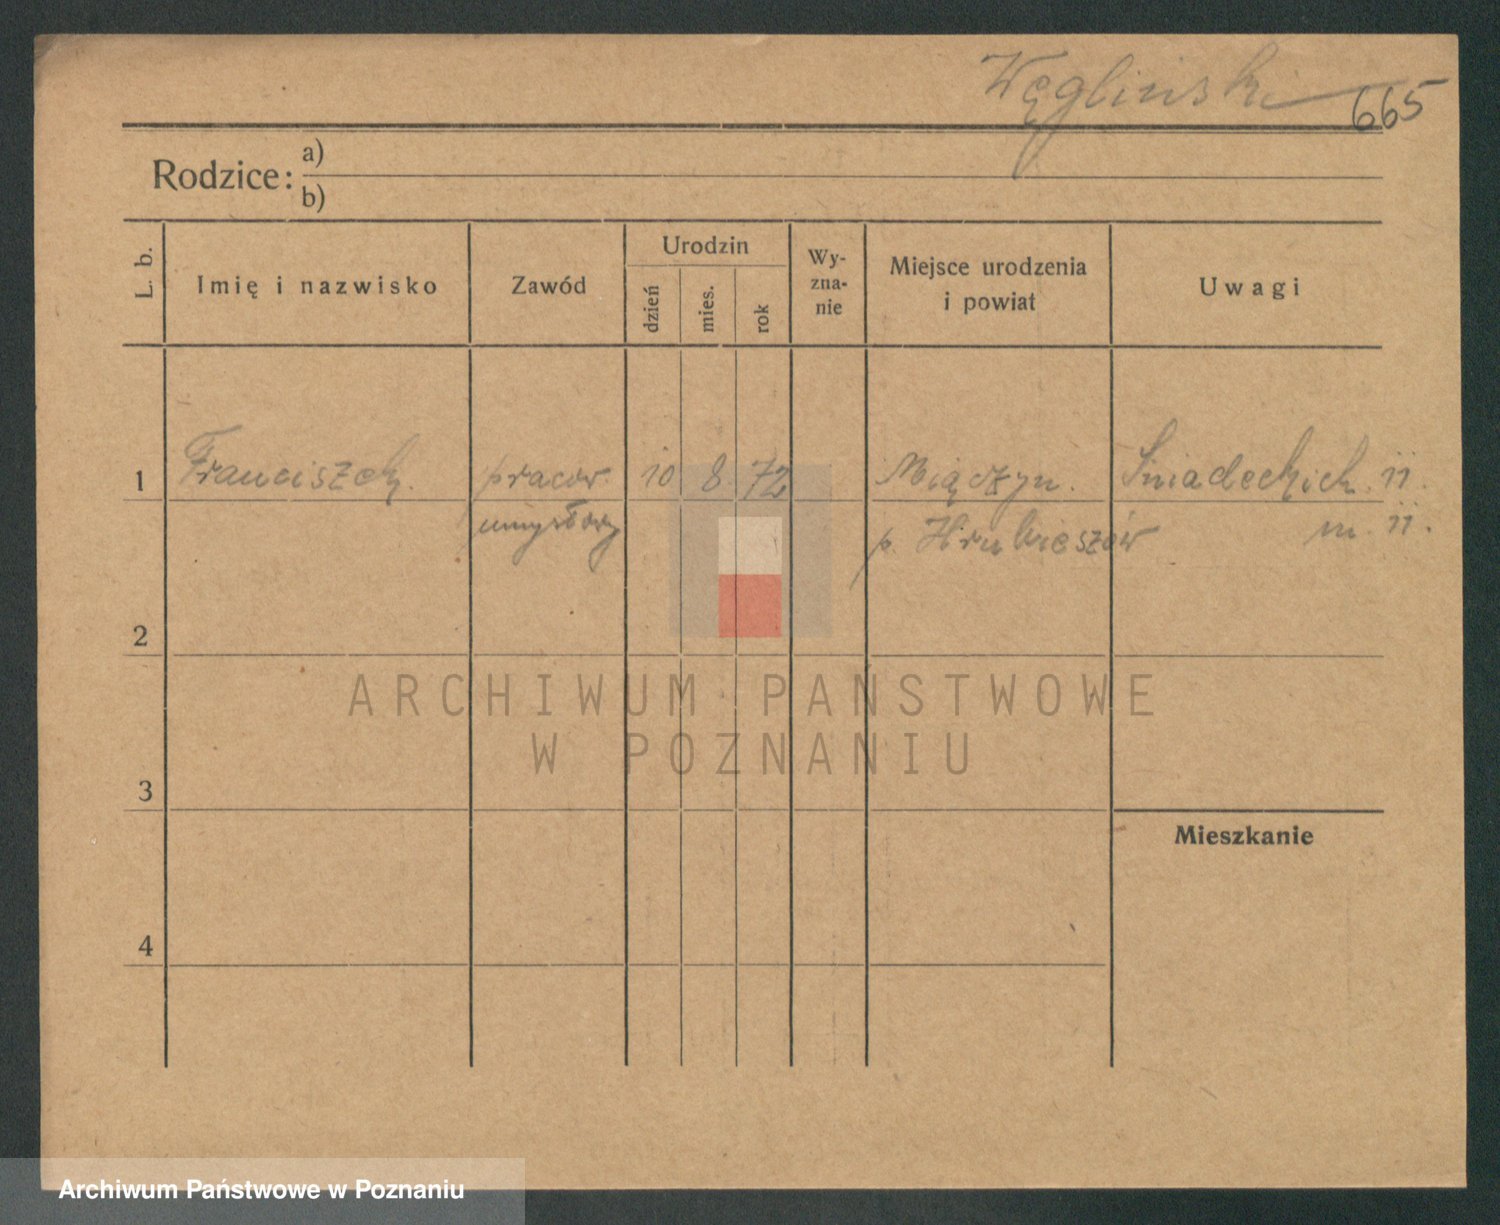 Węgliński 665
Rodzice: a)
b)
L. b.
Imię i nazwisko
Zawód
Urodzin
dzień
mies.
rok
Wy-
zna-
nie
Miejsce urodzenia
i powiat
Uwagi
1 Franciszek. pracow. 10 8 72 Miączyn. Śniadeckich. 11.
umysłowy p. Hrubieszów m. 11.
2
3
Mieszkanie
4
ARCHIWUM PAŃSTWOWE
W POZNANIU
Archiwum Państwowe w Poznaniu